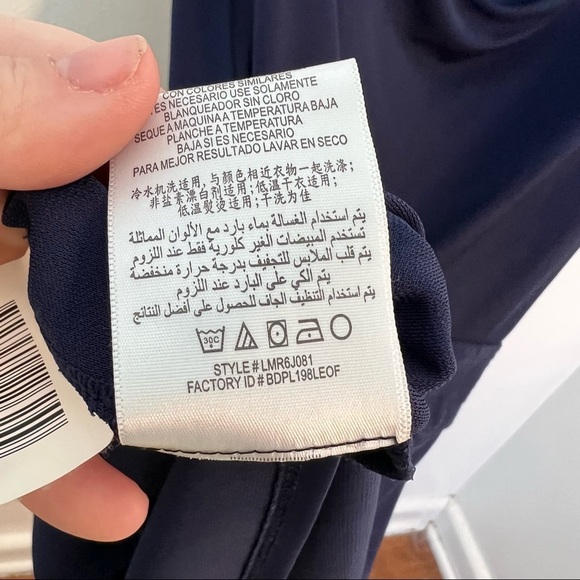 CON COLORES SIMILARES
ES NECESARIO USE SOLAMENTE
BLANQUEADOR SIN CLORO
SEQUE A MAQUINA A TEMPERATURA BAJA
PLANCHE A TEMPERATURA
BAJA SI ES NECESARIO
PARA MEJOR RESULTADO LAVAR EN SECO
冷水机洗适用，与颜色相近衣物一起洗涤；
非盐素漂白剂适用；低温干衣适用；
低温熨烫适用；干洗为佳
يتم استخدام الغسالة بماء بارد مع الألوان المماثلة
يتم استخدام المبيضات الغير كلورية فقط عند اللزوم
يتم قلب الملابس للتجفيف بدرجة حرارة منخفضة
يتم الكي على البارد عند اللزوم
يتم استخدام التنظيف الجاف للحصول على أفضل النتائج
30C
STYLE # LMR6J081
FACTORY ID # BDPL198LEOF